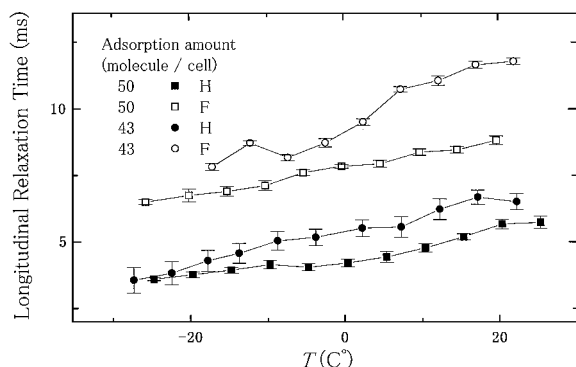 Longitudinal Relaxation Time (ms)
Adsorption amount
(molecule / cell)
50 H
50 F
43 H
43 F
10
5
−20 0 20
T (C°)